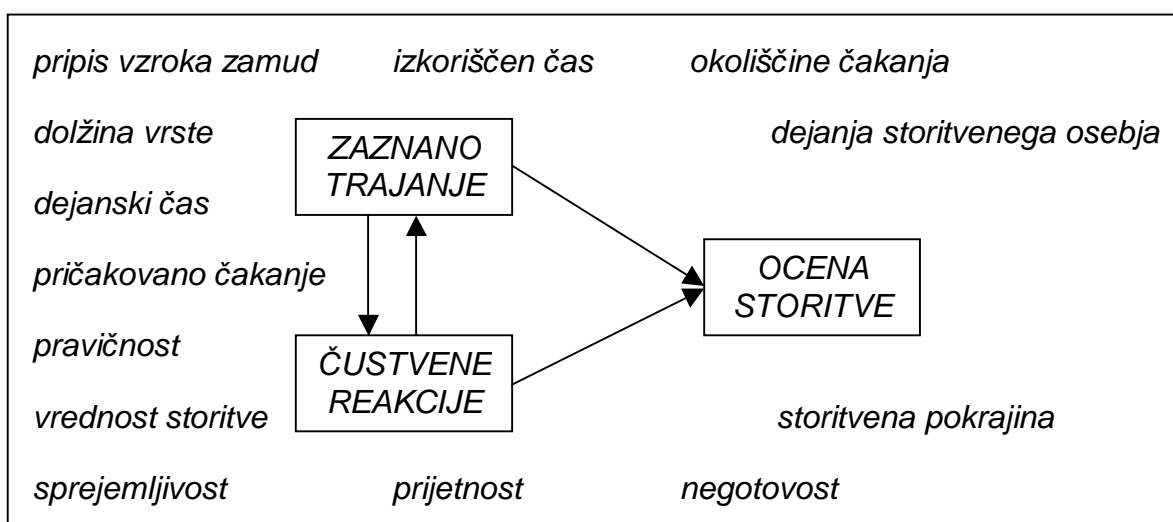 pripis vzroka zamud izkoriščen čas okoliščine čakanja
dolžina vrste
dejanja storitvenega osebja
ZAZNANO
TRAJANJE
dejanski čas
pričakovano čakanje
OCENA
STORITVE
pravičnost
ČUSTVENE
REAKCIJE
vrednost storitve
storitvena pokrajina
sprejemljivost prijetnost negotovost